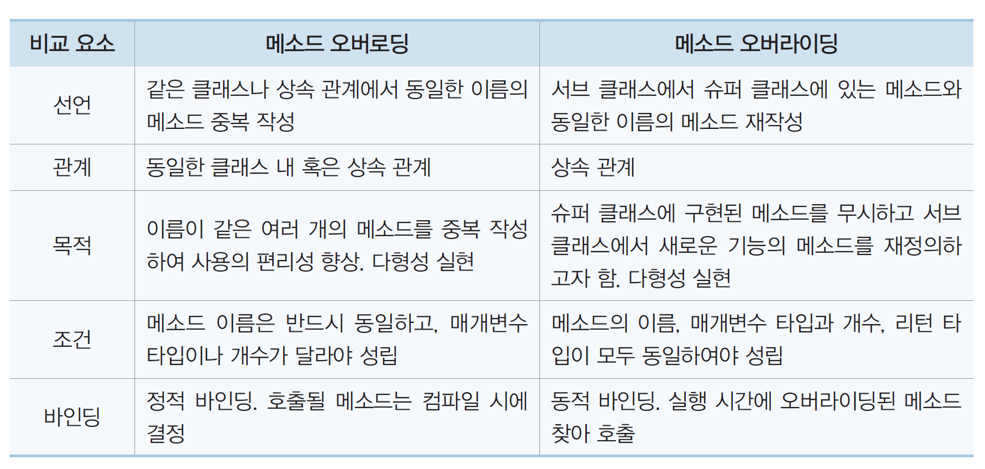 비교 요소 메소드 오버로딩 메소드 오버라이딩
선언
같은 클래스나 상속 관계에서 동일한 이름의
메소드 중복 작성
서브 클래스에서 슈퍼 클래스에 있는 메소드와
동일한 이름의 메소드 재작성
관계
동일한 클래스 내 혹은 상속 관계
상속 관계
목적
이름이 같은 여러 개의 메소드를 중복 작성
하여 사용의 편리성 향상. 다형성 실현
슈퍼 클래스에 구현된 메소드를 무시하고 서브
클래스에서 새로운 기능의 메소드를 재정의하
고자 함. 다형성 실현
조건
메소드 이름은 반드시 동일하고, 매개변수
타입이나 개수가 달라야 성립
메소드의 이름, 매개변수 타입과 개수, 리턴 타
입이 모두 동일하여야 성립
바인딩
정적 바인딩. 호출될 메소드는 컴파일 시에
결정
동적 바인딩. 실행 시간에 오버라이딩된 메소드
찾아 호출